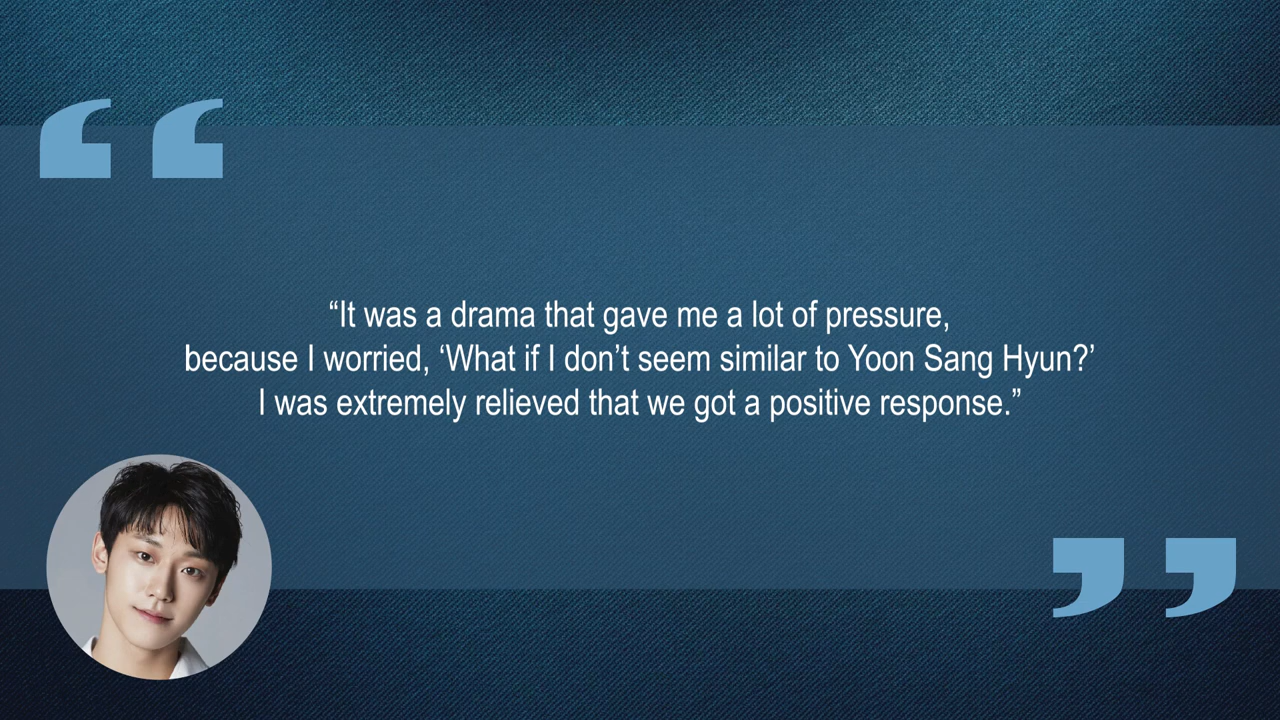 “It was a drama that gave me a lot of pressure,
because I worried, ‘What if I don’t seem similar to Yoon Sang Hyun?’
I was extremely relieved that we got a positive response.”